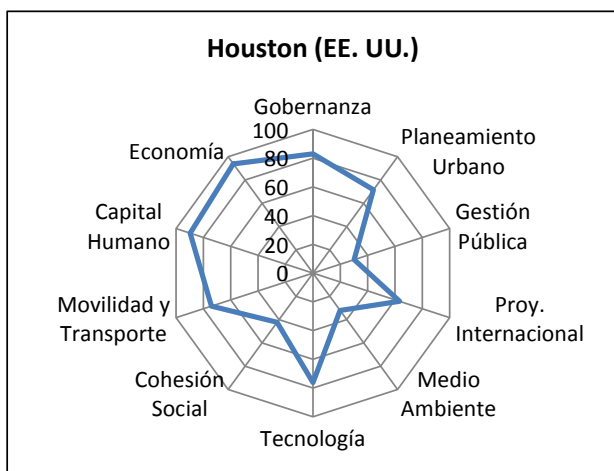 Houston (EE. UU.)
Gobernanza
Planeamiento
Urbano
Gestión
Pública
Proy.
Internacional
Medio
Ambiente
Tecnología
Cohesión
Social
Movilidad y
Transporte
Capital
Humano
Economía
100
80
60
40
20
0